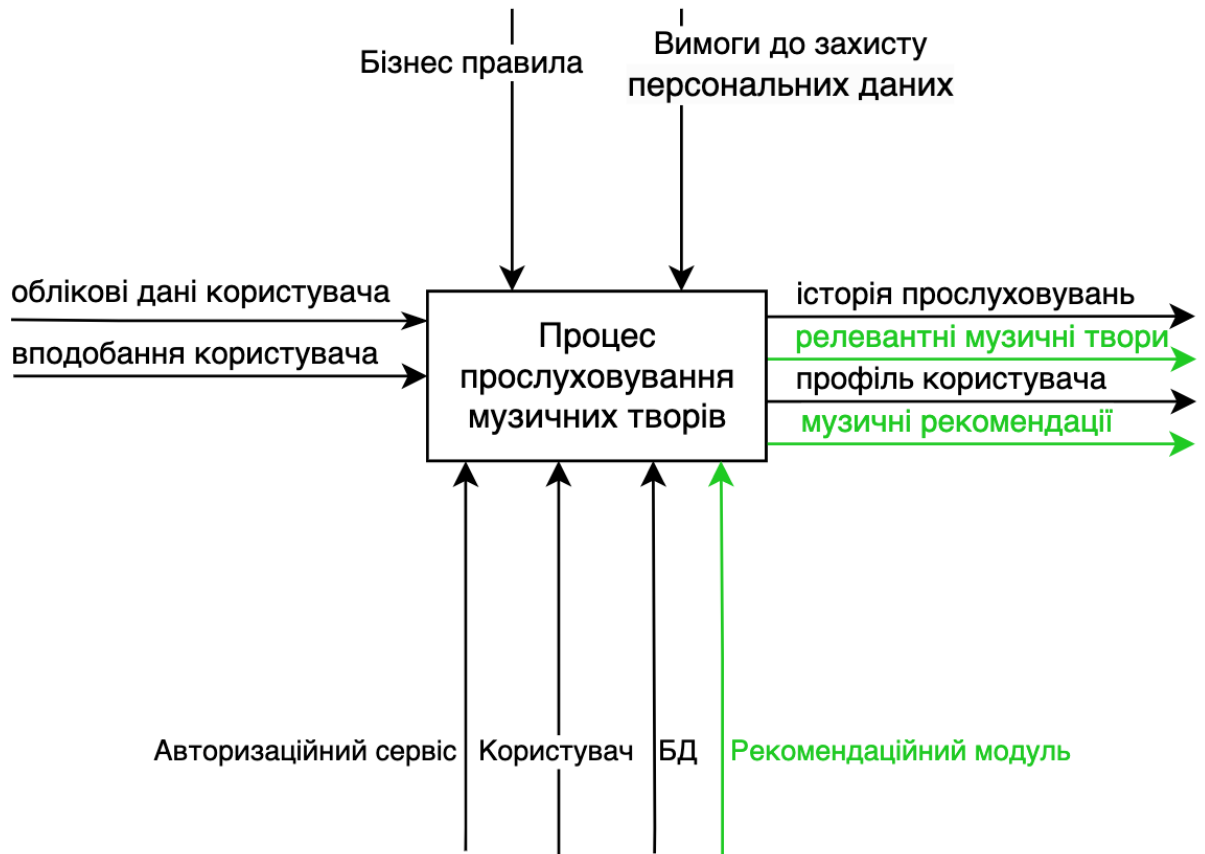 Бізнес правила
Вимоги до захисту
персональних даних
облікові дані користувача
вподобання користувача
Процес
прослуховування
музичних творів
історія прослуховувань
релевантні музичні твори
профіль користувача
музичні рекомендації
Авторизаційний сервіс
Користувач
БД
Рекомендаційний модуль